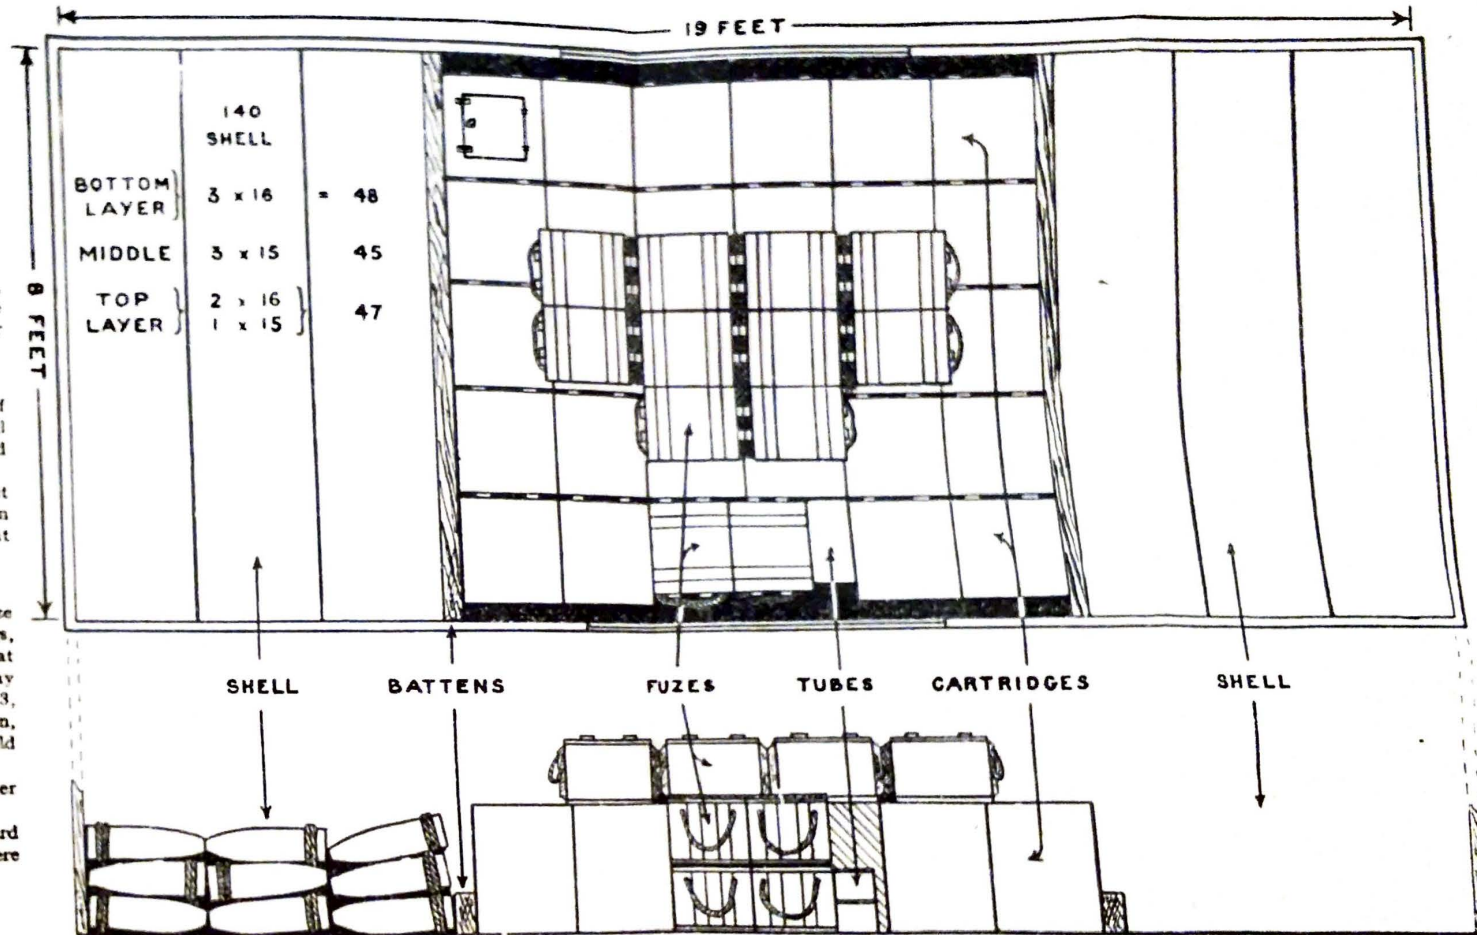 19 FEET
8 FEET
140
SHELL
BOTTOM LAYER } 3 x 16 = 48
MIDDLE 3 x 15 45
TOP LAYER } 2 x 16
1 x 15 } 47
SHELL BATTENS FUZES TUBES CARTRIDGES SHELL